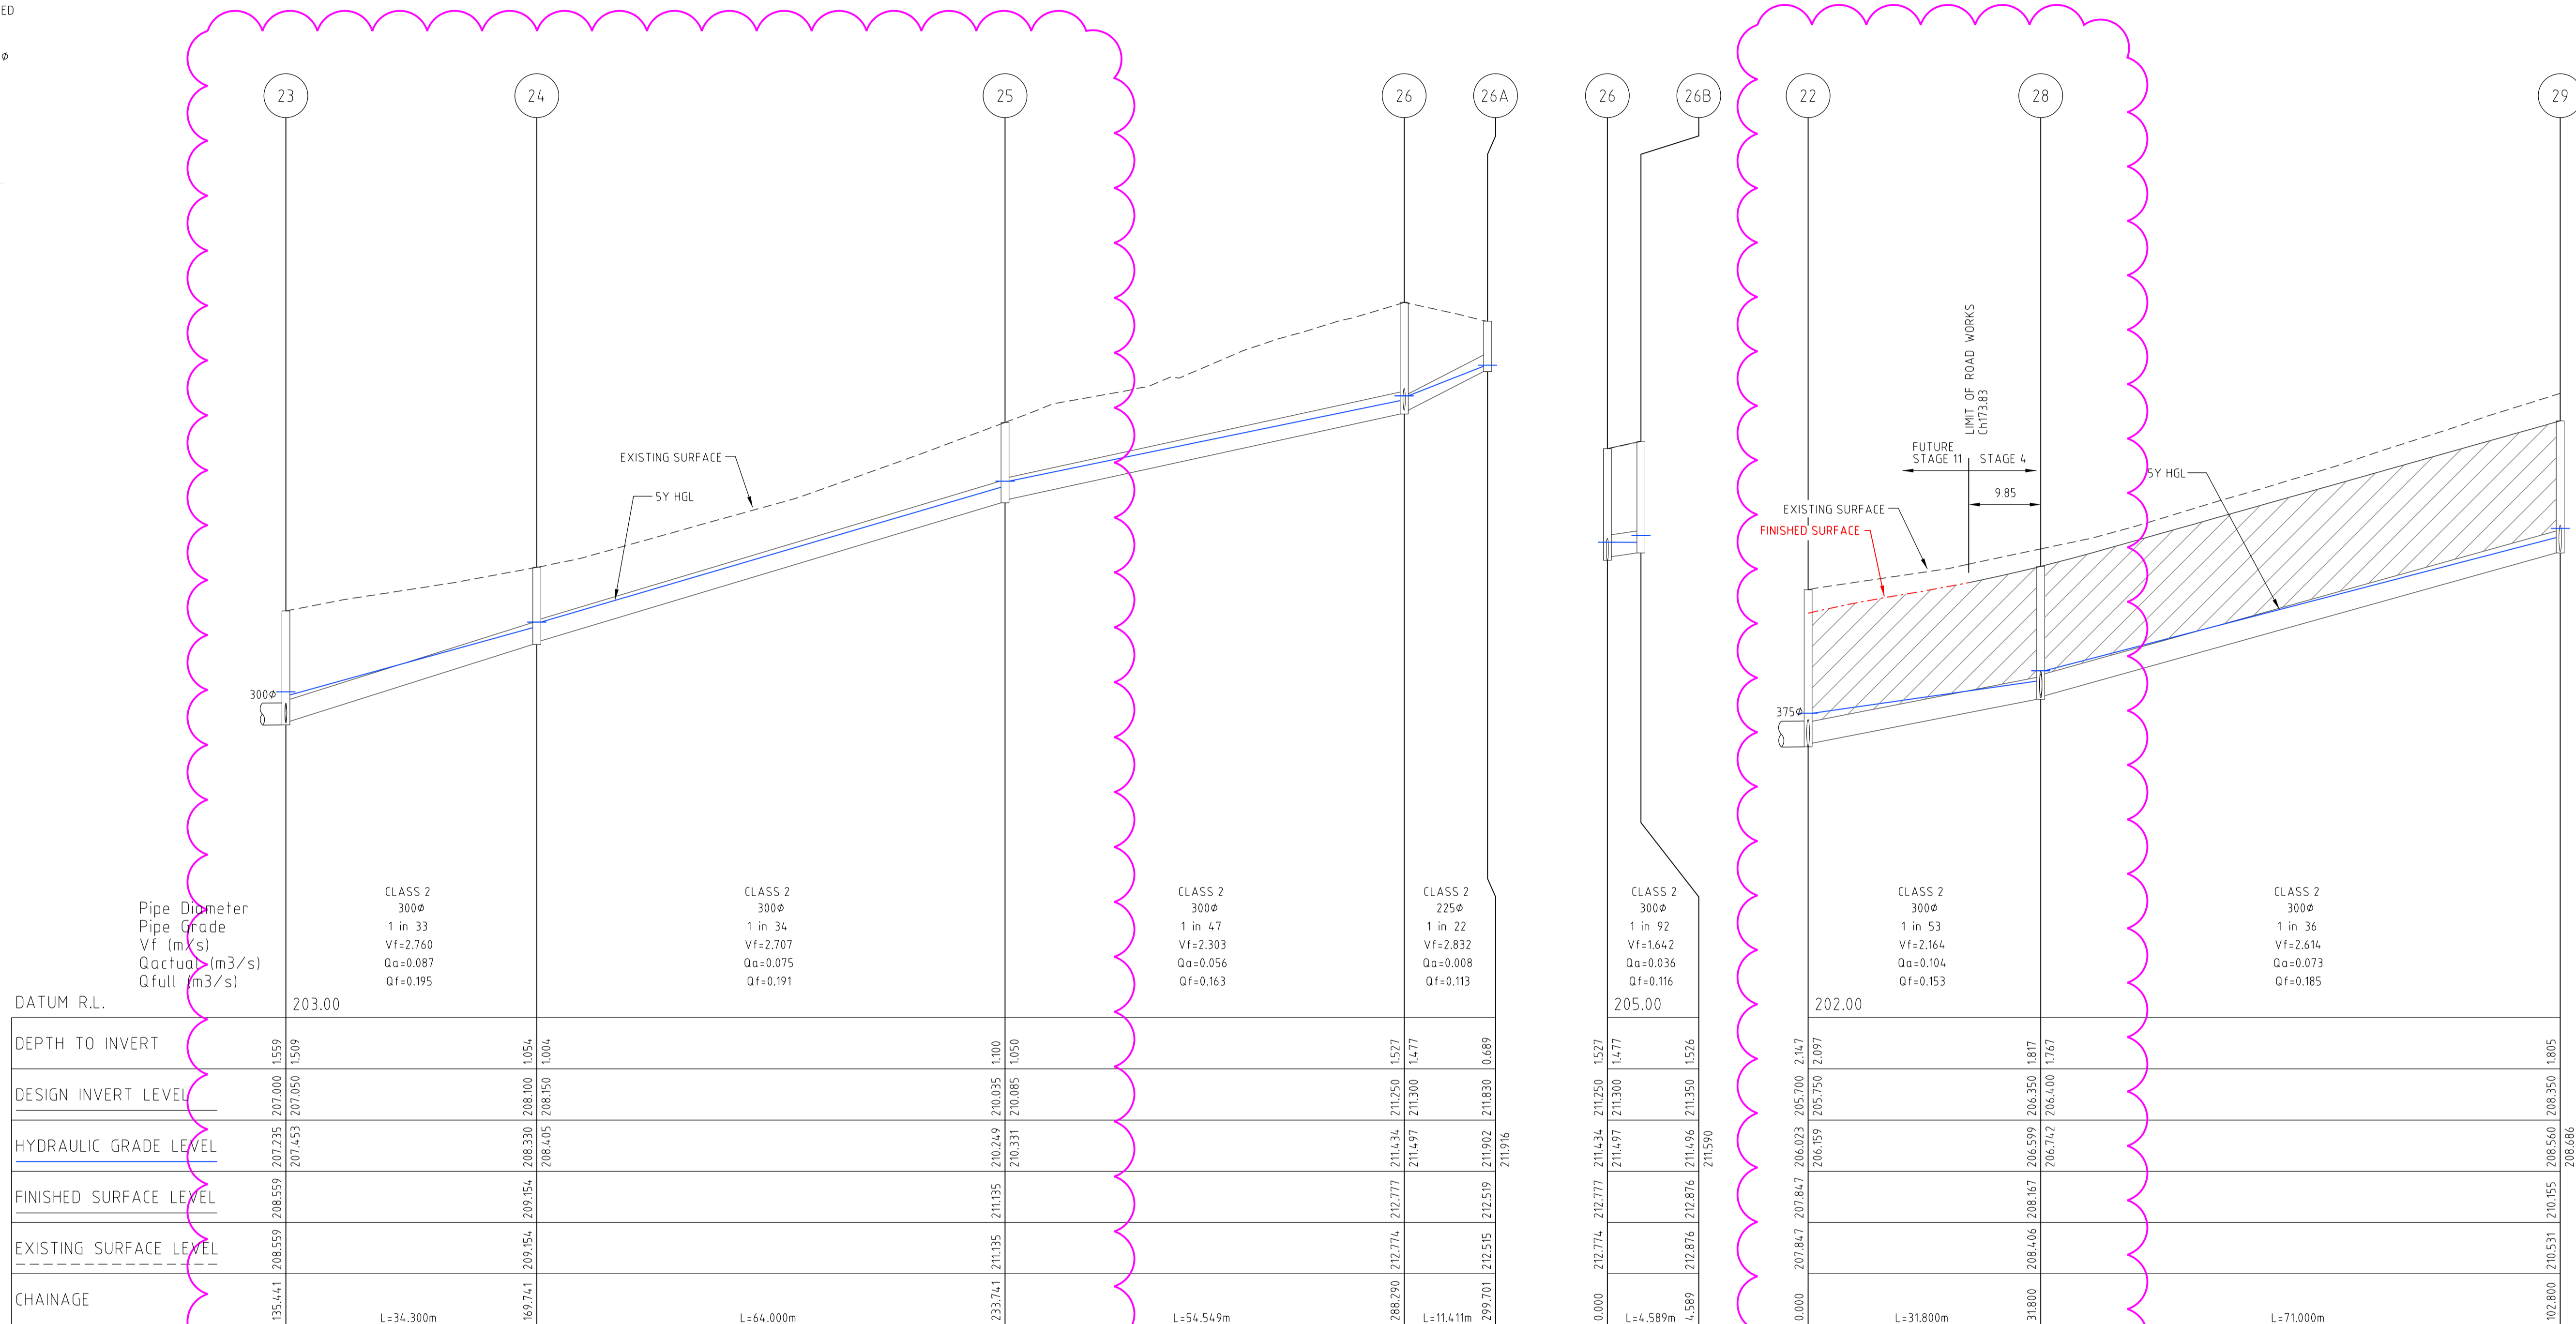 ED
Ø
23
24
25
26
26A
26
26B
22
28
29
LIMIT OF ROAD WORKS
Ch173.83
FUTURE
STAGE 11
STAGE 4
9.85
EXISTING SURFACE
5Y HGL
300Ø
EXISTING SURFACE
FINISHED SURFACE
5Y HGL
375Ø
Pipe Diameter
Pipe Grade
Vf (m/s)
Qactual (m3/s)
Qfull (m3/s)
CLASS 2
300Ø
1 in 33
Vf=2.760
Qa=0.087
Qf=0.195
CLASS 2
300Ø
1 in 34
Vf=2.707
Qa=0.075
Qf=0.191
CLASS 2
300Ø
1 in 47
Vf=2.303
Qa=0.056
Qf=0.163
CLASS 2
225Ø
1 in 22
Vf=2.832
Qa=0.008
Qf=0.113
CLASS 2
300Ø
1 in 92
Vf=1.642
Qa=0.036
Qf=0.116
CLASS 2
300Ø
1 in 53
Vf=2.164
Qa=0.104
Qf=0.153
CLASS 2
300Ø
1 in 36
Vf=2.614
Qa=0.073
Qf=0.185
DATUM R.L.
203.00
205.00
202.00
DEPTH TO INVERT
1.559
1.509
1.054
1.004
1.100
1.050
1.527
1.477
0.689
1.527
1.477
1.526
2.147
2.097
1.817
1.767
1.805
DESIGN INVERT LEVEL
207.000
207.050
208.100
208.150
210.035
210.085
211.250
211.300
211.830
211.250
211.300
211.350
205.700
205.750
206.350
206.400
208.350
HYDRAULIC GRADE LEVEL
207.235
207.453
208.330
208.405
210.249
210.331
211.434
211.497
211.902
211.916
211.434
211.497
211.496
211.590
206.023
206.159
206.599
206.742
208.560
208.686
FINISHED SURFACE LEVEL
208.559
209.154
211.135
212.777
212.519
212.777
212.876
207.847
208.167
210.155
EXISTING SURFACE LEVEL
208.559
209.154
211.135
212.774
212.515
212.774
212.876
207.847
208.406
210.531
CHAINAGE
135.441
L=34.300m
169.741
L=64.000m
233.741
L=54.549m
288.290
L=11.411m
299.701
0.000
L=4.589m
4.589
0.000
L=31.800m
31.800
L=71.000m
102.800